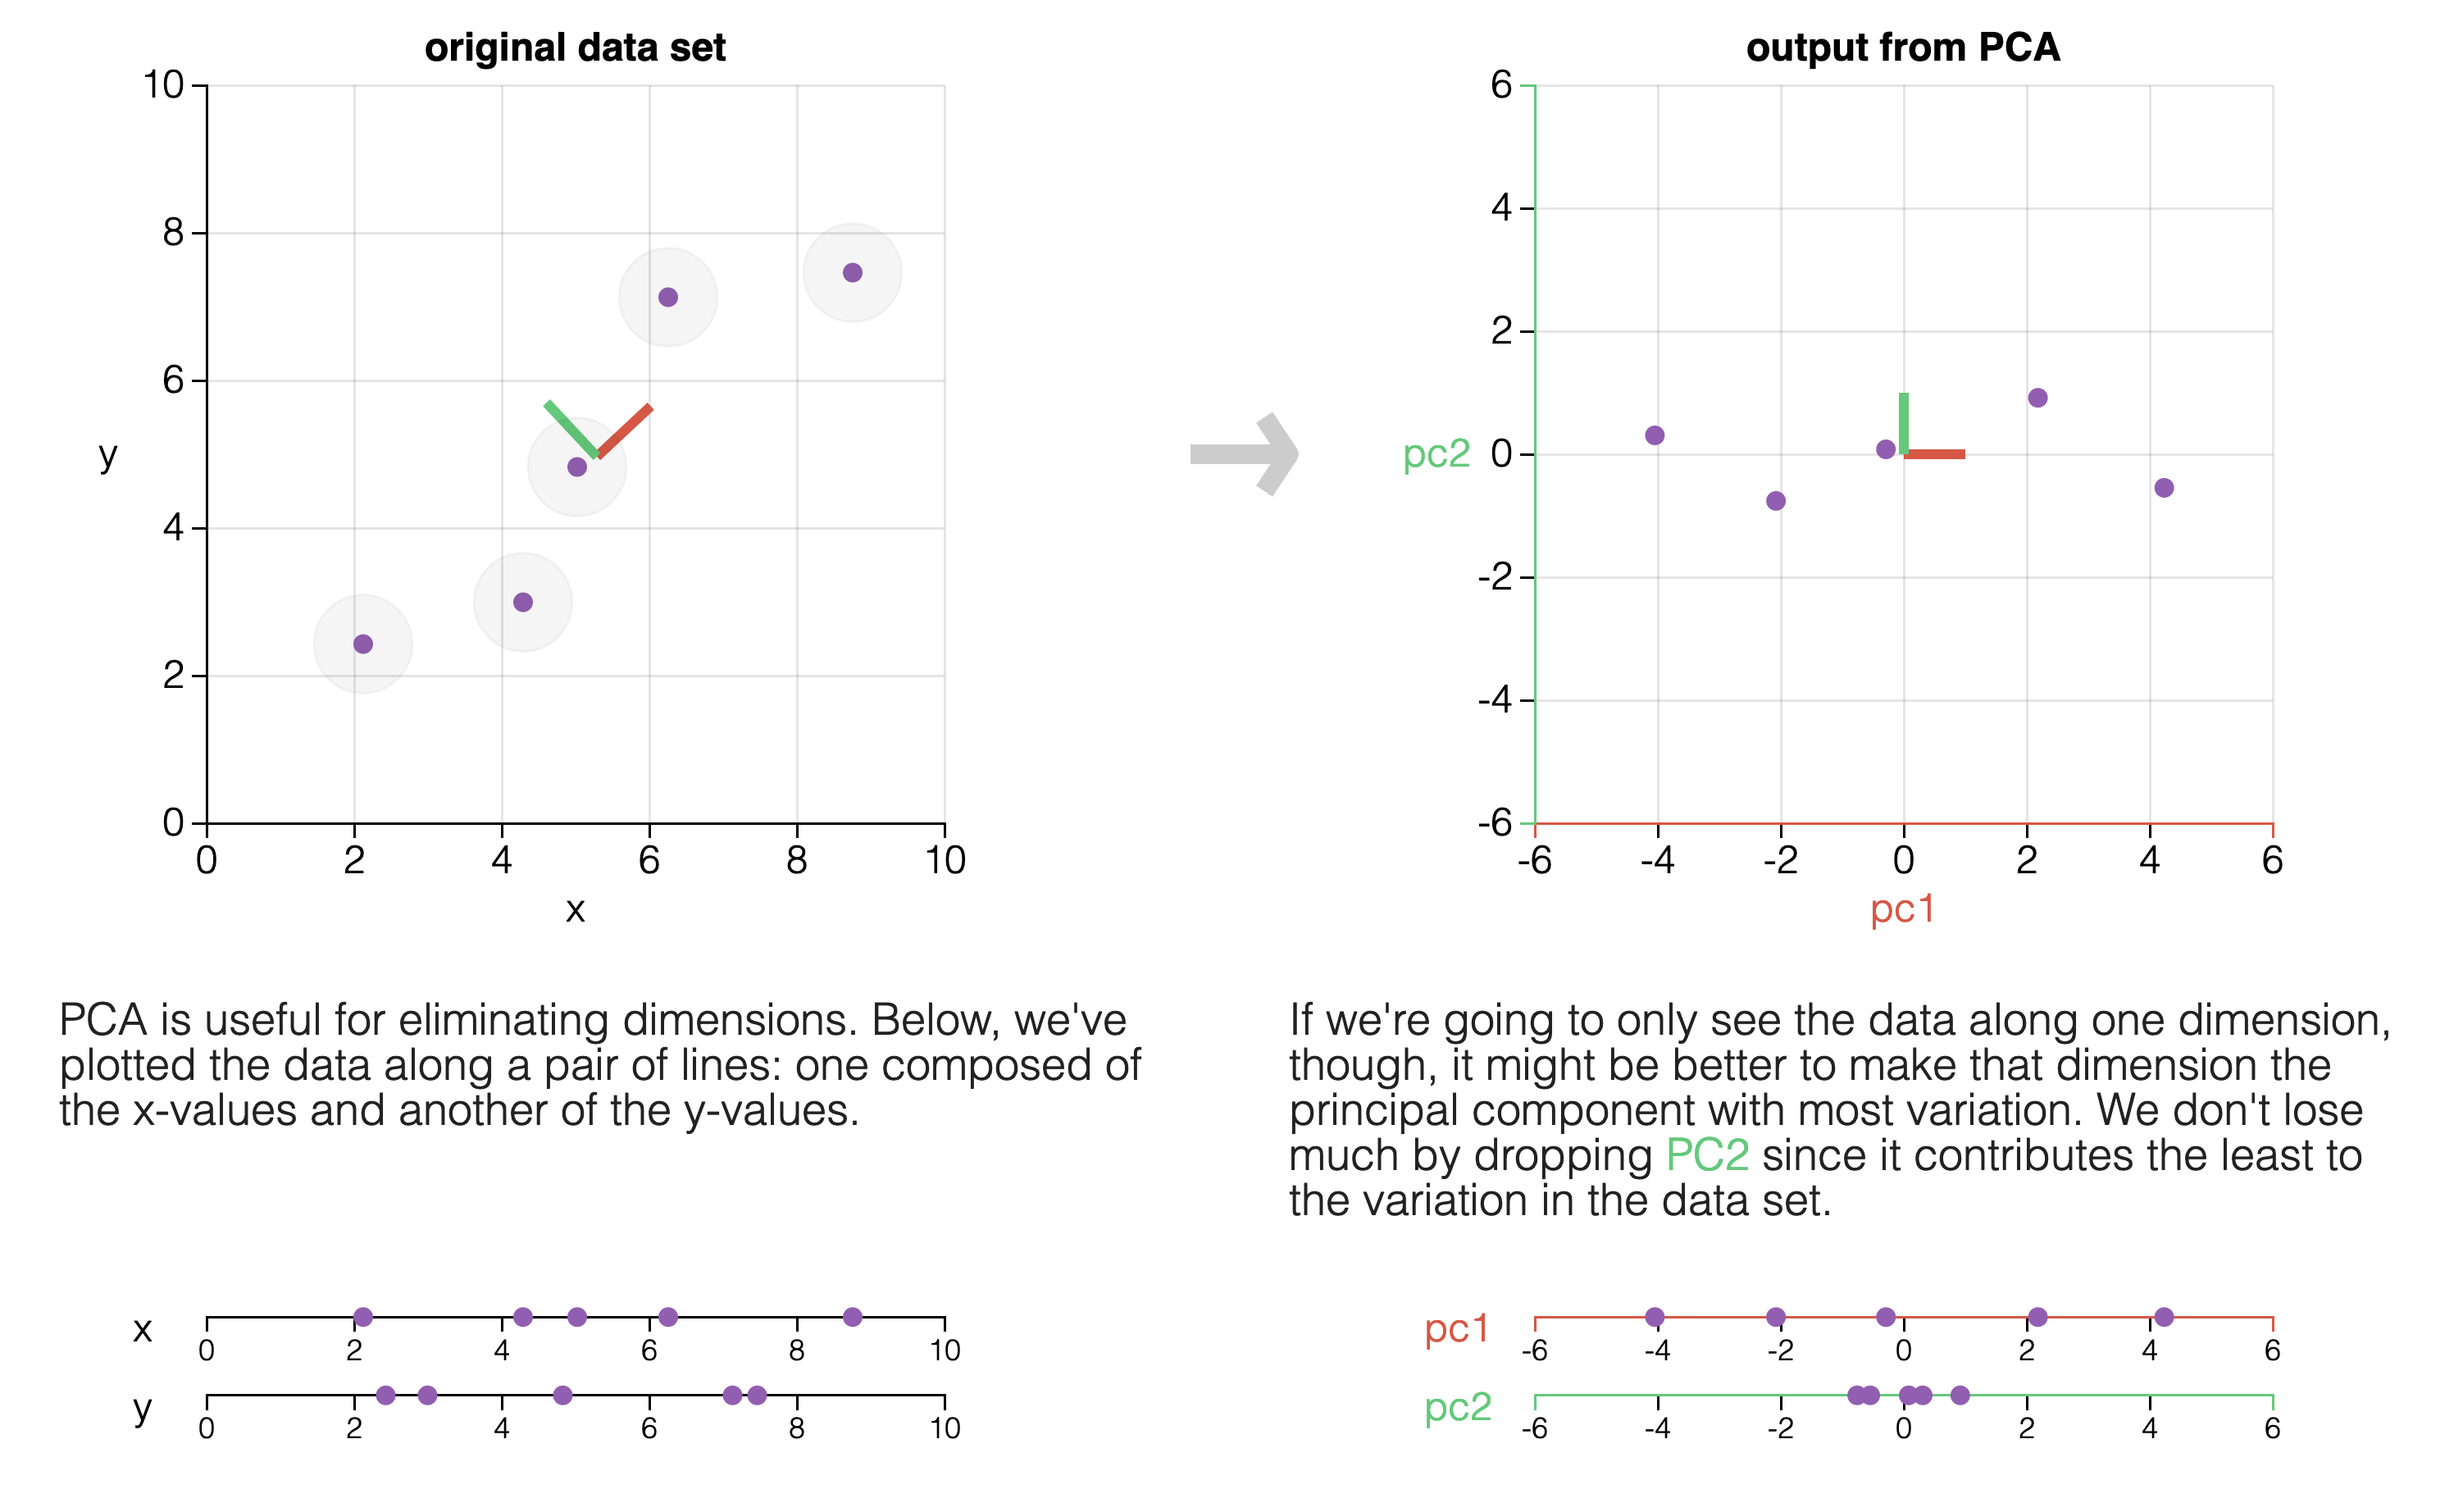 original data set
10
8
6
4
2
0
y
0 2 4 6 8 10
x
output from PCA
6
4
2
0
-2
-4
-6
pc2
-6 -4 -2 0 2 4 6
pc1
PCA is useful for eliminating dimensions. Below, we've
plotted the data along a pair of lines: one composed of
the x-values and another of the y-values.
If we're going to only see the data along one dimension,
though, it might be better to make that dimension the
principal component with most variation. We don't lose
much by dropping PC2 since it contributes the least to
the variation in the data set.
x
0 2 4 6 8 10
y
0 2 4 6 8 10
pc1
-6 -4 -2 0 2 4 6
pc2
-6 -4 -2 0 2 4 6